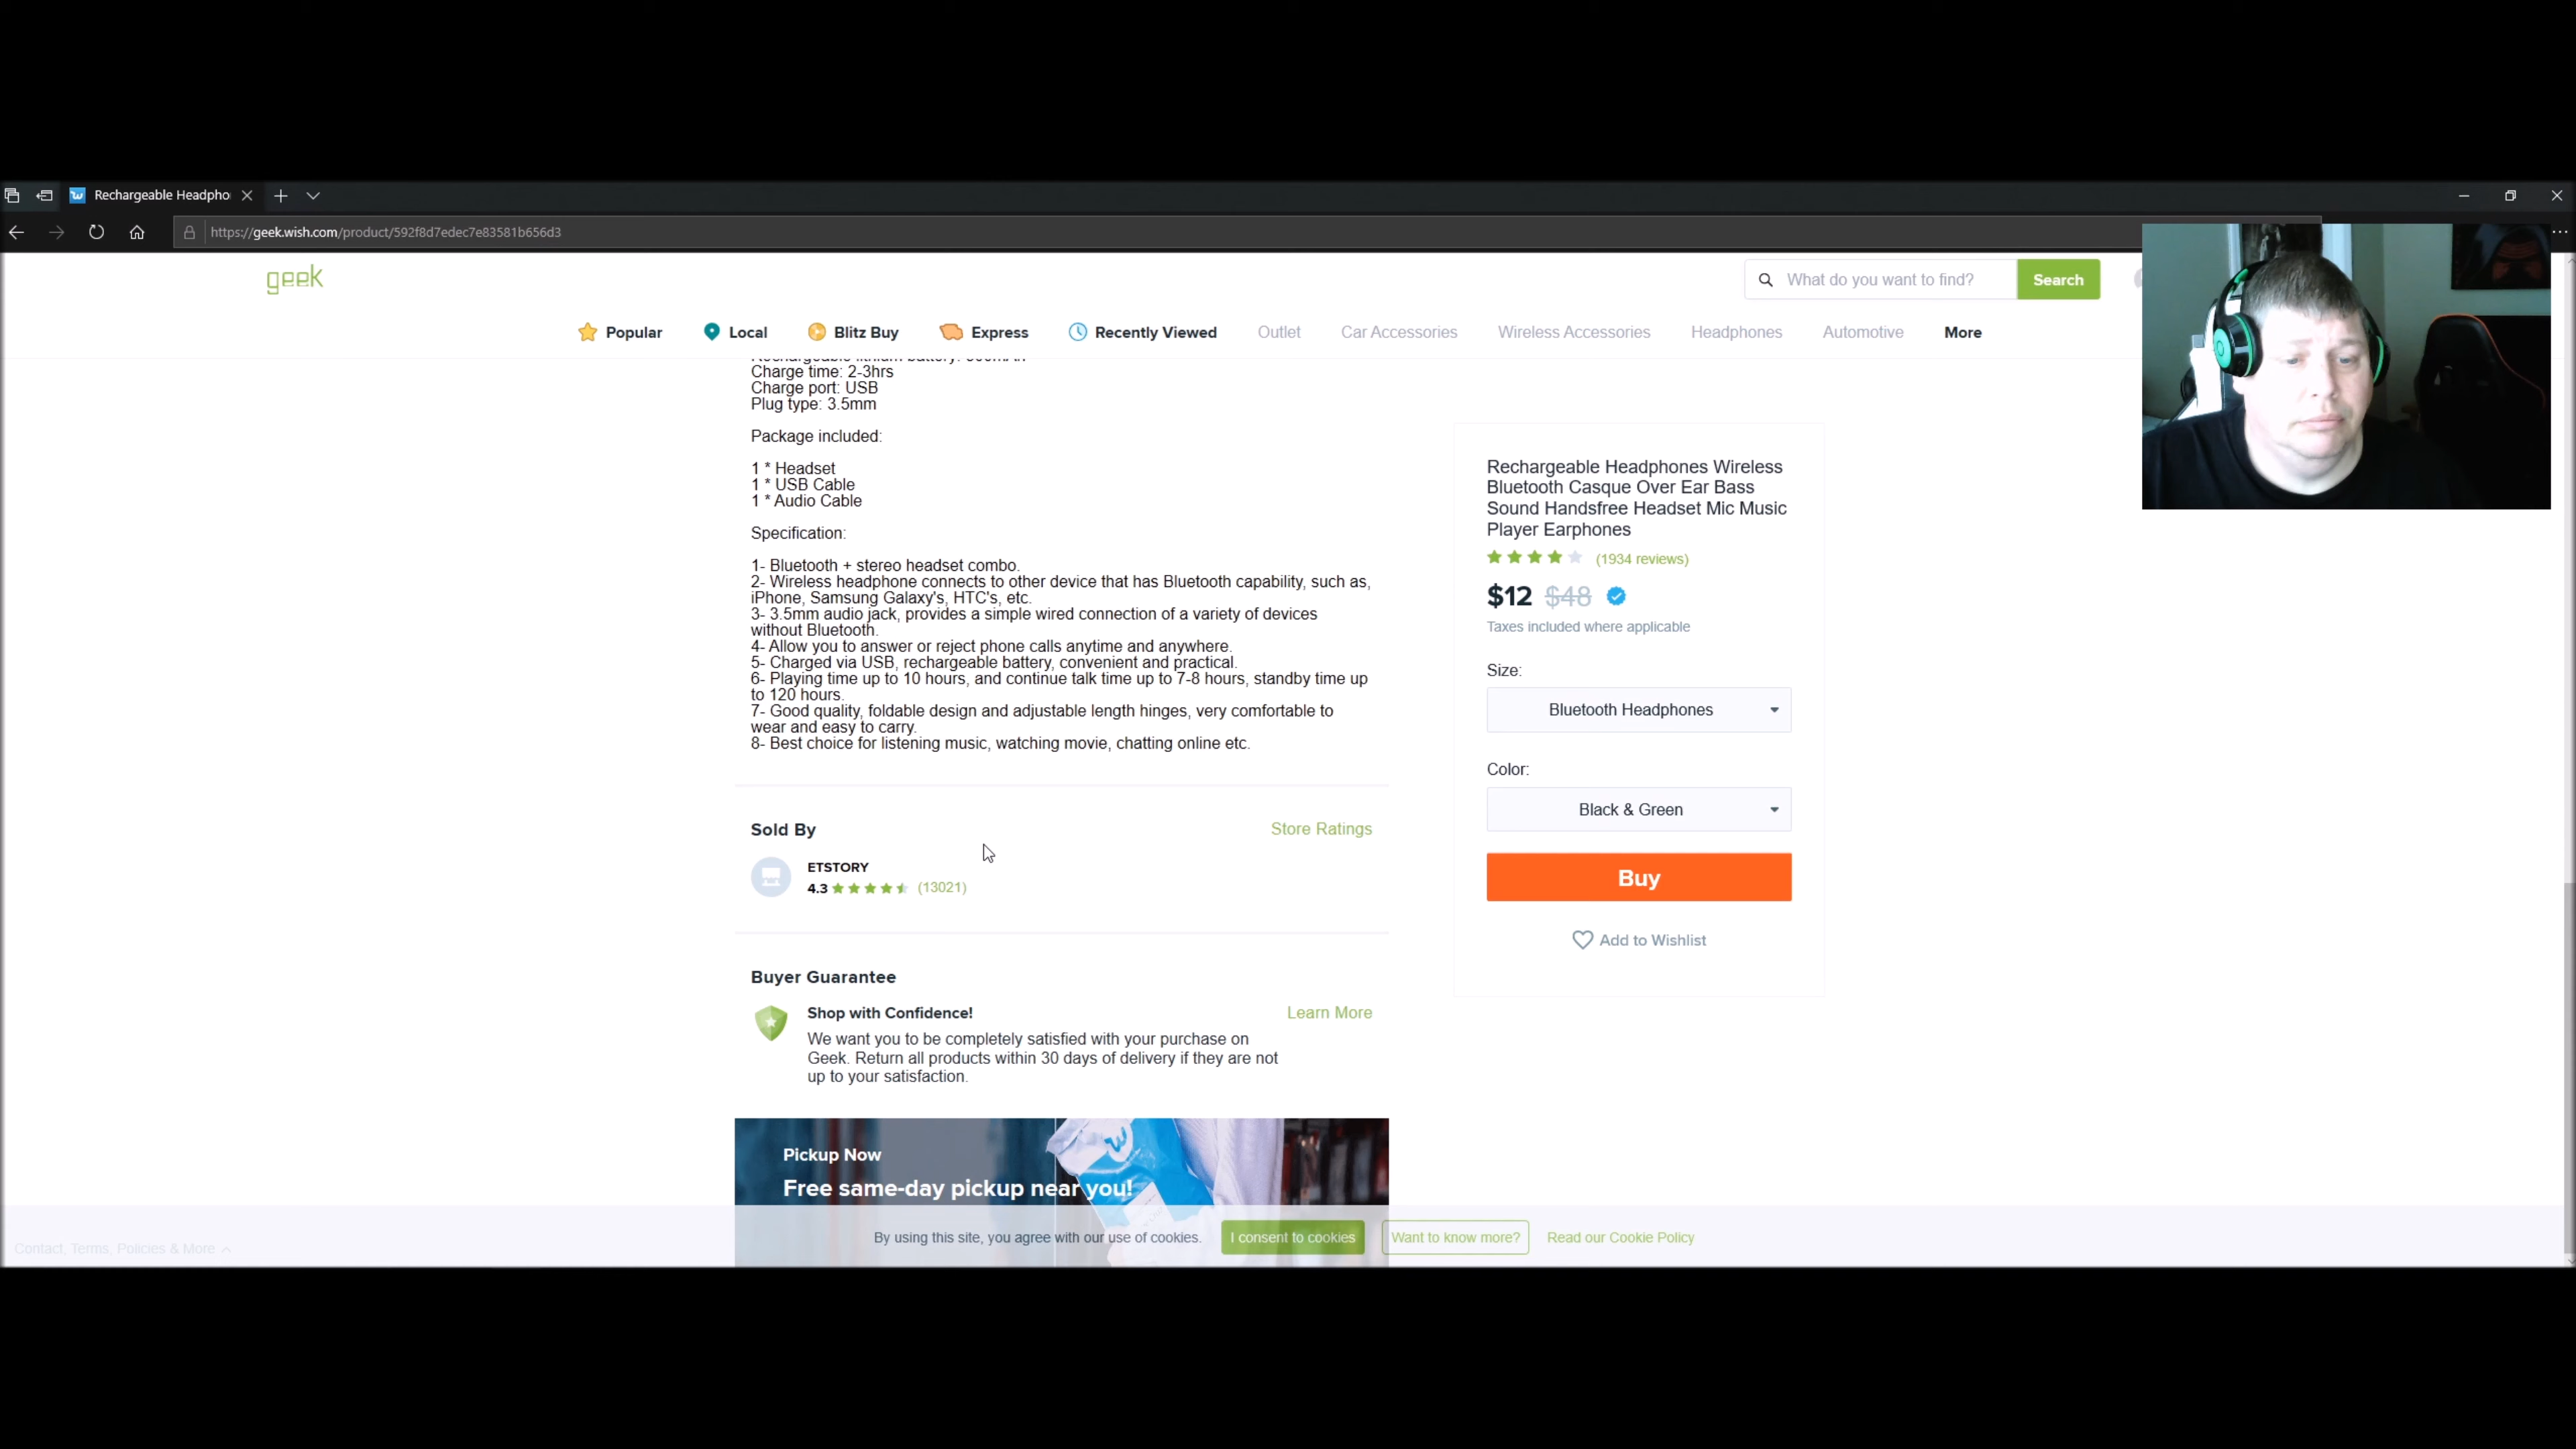 Rechargeable Headpho
https://geek.wish.com/product/592f8d7edec7e83581b656d3
geek
What do you want to find?
Search
Popular
Local
Blitz Buy
Express
Recently Viewed
Outlet
Car Accessories
Wireless Accessories
Headphones
Automotive
More
Rechargeable lithium battery: 300mAh
Charge time: 2-3hrs
Charge port: USB
Plug type: 3.5mm
Package included:
1 * Headset
1 * USB Cable
1 * Audio Cable
Specification:
1- Bluetooth + stereo headset combo.
2- Wireless headphone connects to other device that has Bluetooth capability, such as,
iPhone, Samsung Galaxy's, HTC's, etc.
3- 3.5mm audio jack, provides a simple wired connection of a variety of devices
without Bluetooth.
4- Allow you to answer or reject phone calls anytime and anywhere.
5- Charged via USB, rechargeable battery, convenient and practical.
6- Playing time up to 10 hours, and continue talk time up to 7-8 hours, standby time up
to 120 hours.
7- Good quality, foldable design and adjustable length hinges, very comfortable to
wear and easy to carry.
8- Best choice for listening music, watching movie, chatting online etc.
Sold By
Store Ratings
ETSTORY
4.3 (13021)
Buyer Guarantee
Shop with Confidence!
Learn More
We want you to be completely satisfied with your purchase on
Geek. Return all products within 30 days of delivery if they are not
up to your satisfaction.
Pickup Now
Free same-day pickup near you!
Rechargeable Headphones Wireless
Bluetooth Casque Over Ear Bass
Sound Handsfree Headset Mic Music
Player Earphones
(1934 reviews)
$12 $48
Taxes included where applicable
Size:
Bluetooth Headphones
Color:
Black & Green
Buy
Add to Wishlist
Contact, Terms, Policies & More
By using this site, you agree with our use of cookies.
I consent to cookies
Want to know more?
Read our Cookie Policy